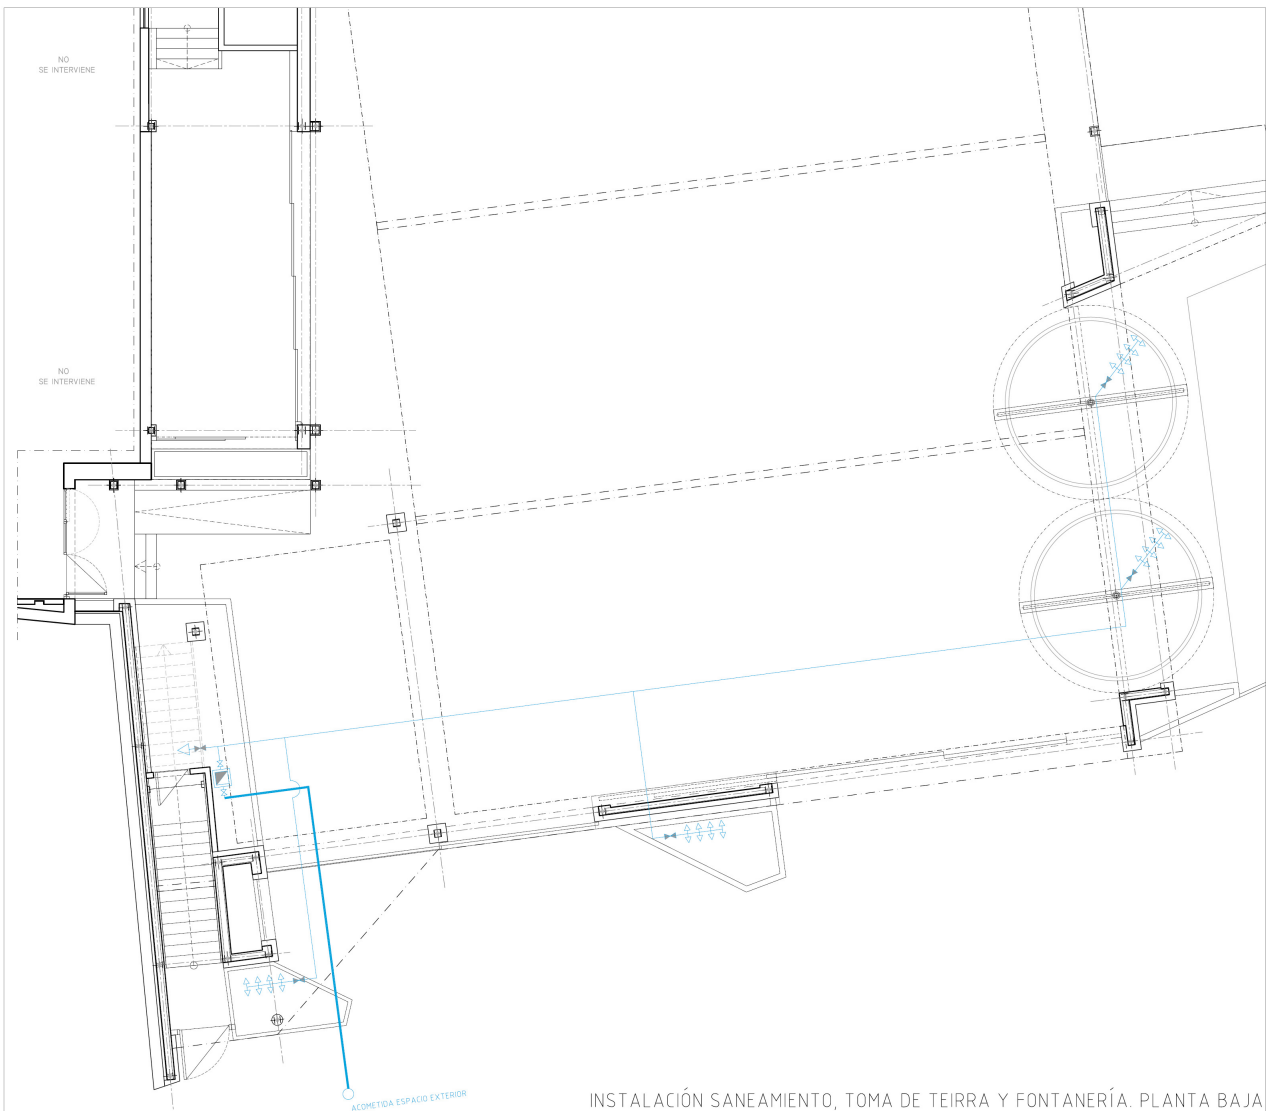 NO
SE INTERVIENE
NO
SE INTERVIENE
ACOMETIDA ESPACIO EXTERIOR
INSTALACIÓN SANEAMIENTO, TOMA DE TEIRRA Y FONTANERÍA. PLANTA BAJA